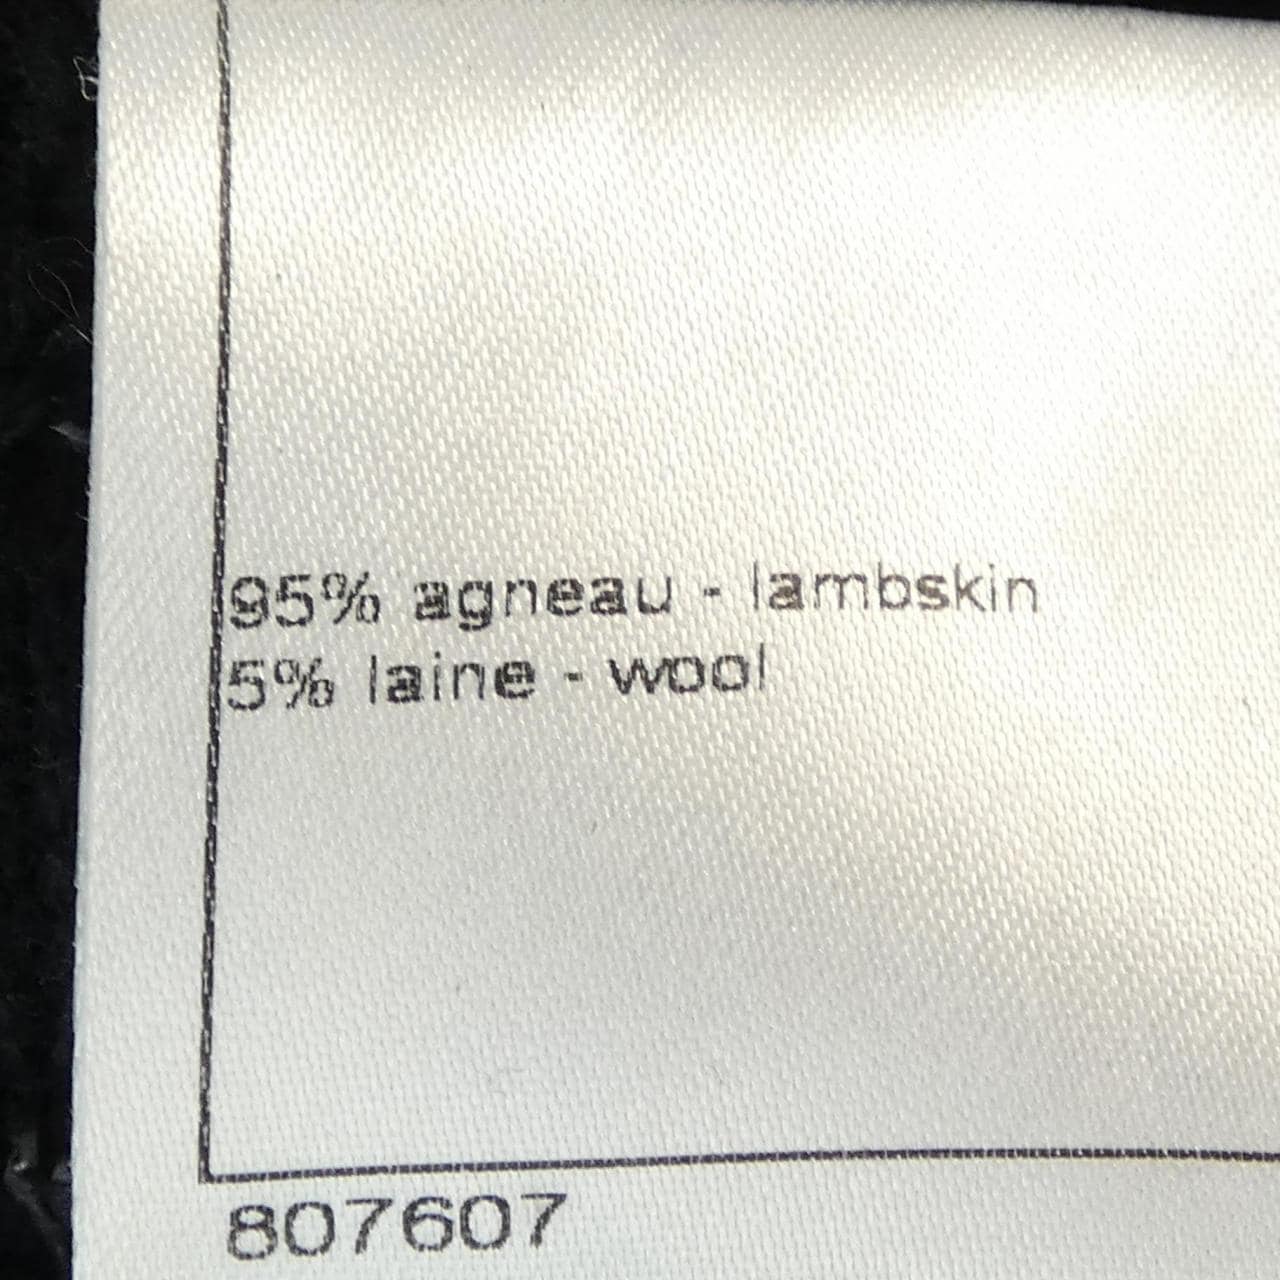 95% agneau - lambskin
5% laine - wool
807607